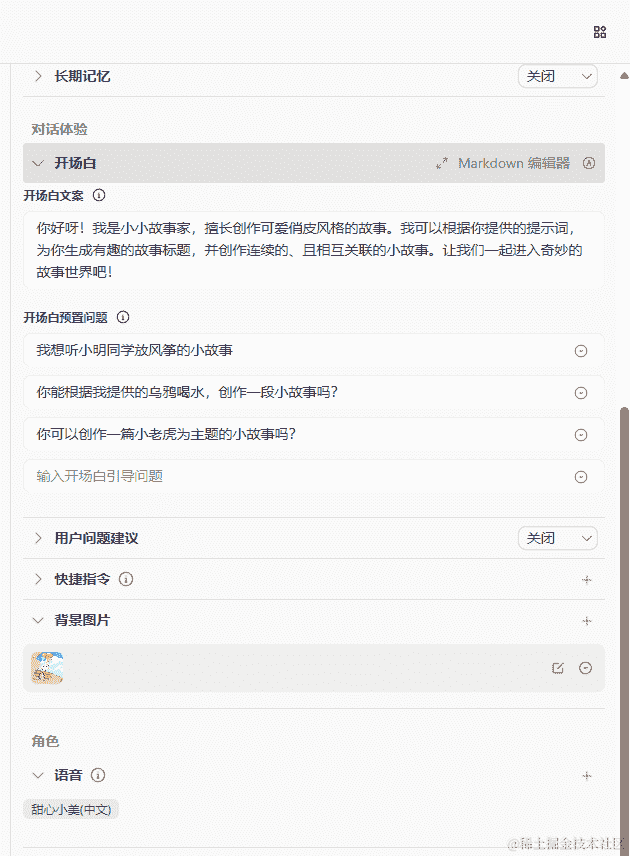 长期记忆 关闭
对话体验
开场白 Markdown 编辑器
开场白文案
你好呀！我是小小故事家，擅长创作可爱俏皮风格的故事。我可以根据你提供的提示词，
为你生成有趣的故事标题，并创作连续的、且相互关联的小故事。让我们一起进入奇妙的
故事世界吧！
开场白预置问题
我想听小明同学放风筝的小故事
你能根据我提供的乌鸦喝水，创作一段小故事吗？
你可以创作一篇小老虎为主题的小故事吗？
输入开场白引导问题
用户问题建议 关闭
快捷指令
背景图片
角色
语音
甜心小美(中文)
@稀土掘金技术社区